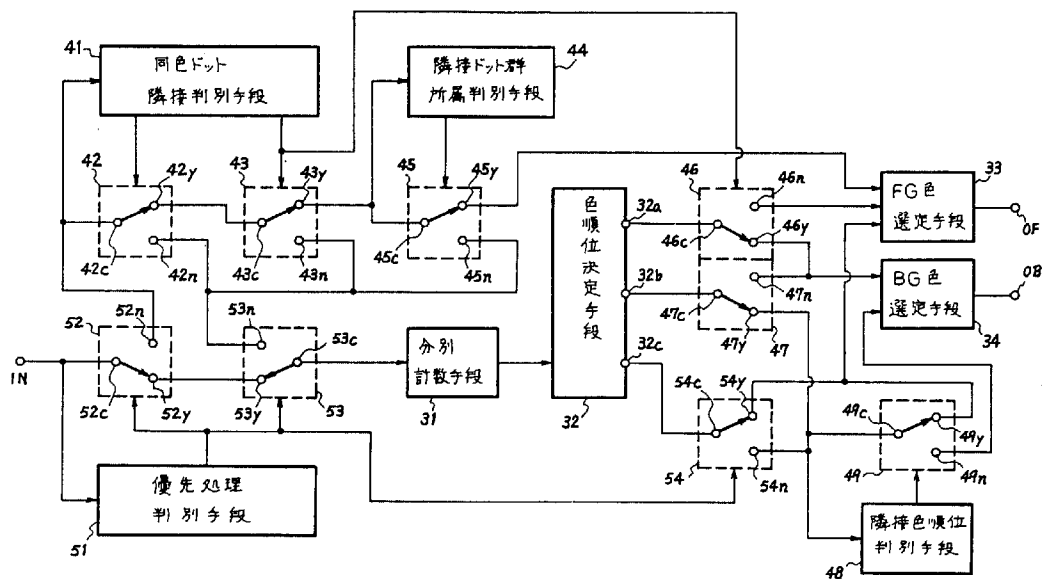 41
同色ドット
隣接判別手段
44
隣接ドット群
所属判別手段
42
42y
42c
42n
43
43y
43c
43n
45
45y
45c
45n
46
46n
46c
46y
33
FG色
選定手段
OF
色順位決定手段
32a
32b
32c
32
47n
47c
47y
47
BG色
選定手段
34
OB
IN
52
52n
52c
52y
53n
53c
53y
53
分別
計数手段
31
54c
54y
54
54n
49c
49y
49
49n
優先処理
判別手段
51
隣接色順位
判別手段
48